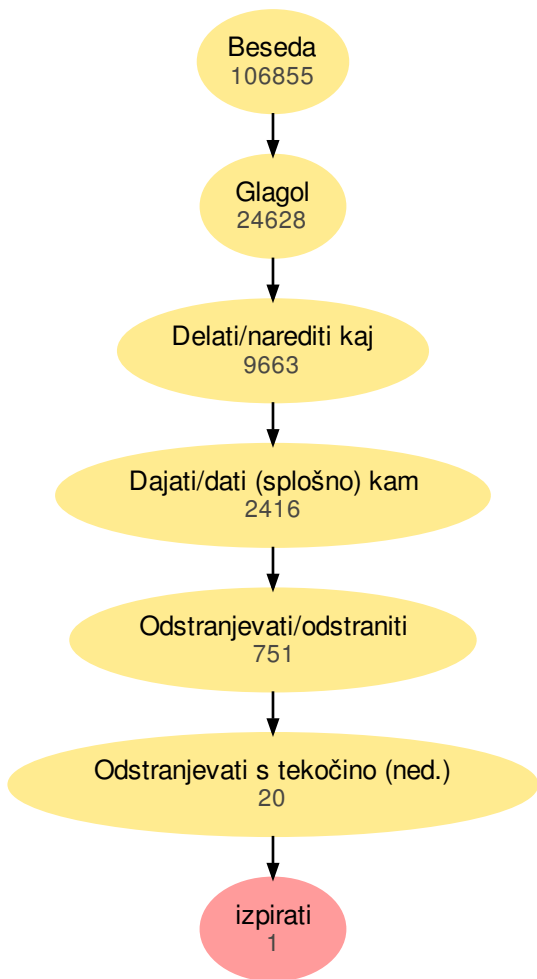 Beseda
106855
Glagol
24628
Delati/narediti kaj
9663
Dajati/dati (splošno) kam
2416
Odstranjevati/odstraniti
751
Odstranjevati s tekočino (ned.)
20
izpirati
1